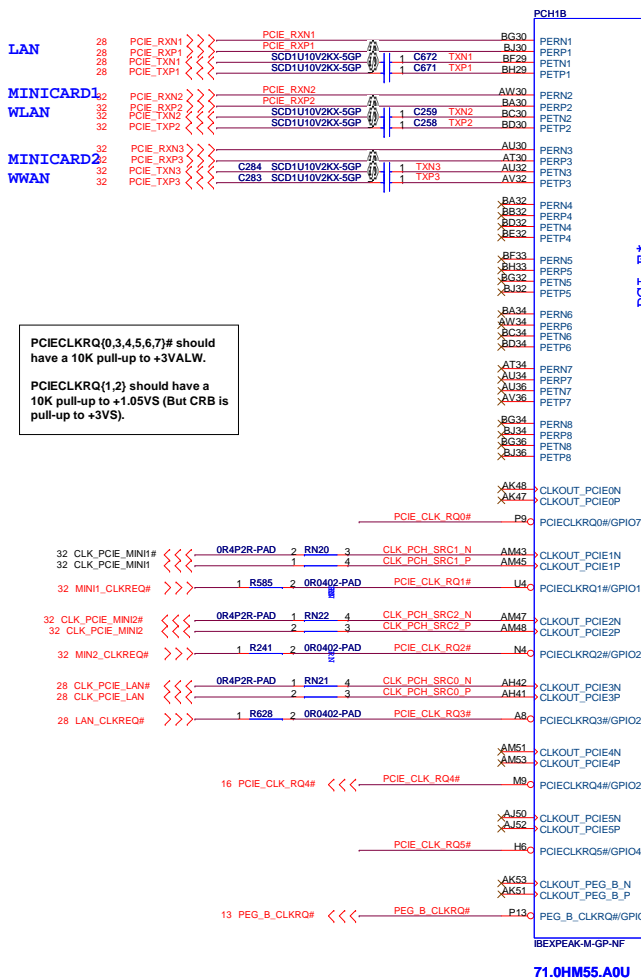 PCH1B
LAN
28 PCIE_RXN1 PCIE_RXN1 BG30 PERN1
28 PCIE_RXP1 PCIE_RXP1 BJ30 PERP1
28 PCIE_TXN1 SCD1U10V2KX-5GP 1 C672 TXN1 BF29 PETN1
28 PCIE_TXP1 SCD1U10V2KX-5GP 1 C671 TXP1 BH29 PETP1
MINICARD1
WLAN
32 PCIE_RXN2 PCIE_RXN2 AW30 PERN2
32 PCIE_RXP2 PCIE_RXP2 BA30 PERP2
32 PCIE_TXN2 SCD1U10V2KX-5GP 1 C259 TXN2 BC30 PETN2
32 PCIE_TXP2 SCD1U10V2KX-5GP 1 C258 TXP2 BD30 PETP2
MINICARD2
WWAN
32 PCIE_RXN3 AU30 PERN3
32 PCIE_RXP3 AT30 PERP3
32 PCIE_TXN3 C284 SCD1U10V2KX-5GP 1 TXN3 AU32 PETN3
32 PCIE_TXP3 C283 SCD1U10V2KX-5GP 1 TXP3 AV32 PETP3
BA32 PERN4
BB32 PERP4
BD32 PETN4
BE32 PETP4
BF33 PERN5
BH33 PERP5
BG32 PETN5
BJ32 PETP5
BA34 PERN6
AW34 PERP6
BC34 PETN6
BD34 PETP6
PCIECLKRQ{0,3,4,5,6,7}# should
have a 10K pull-up to +3VALW.
PCIECLKRQ{1,2} should have a
10K pull-up to +1.05VS (But CRB is
pull-up to +3VS).
AT34 PERN7
AU34 PERP7
AU36 PETN7
AV36 PETP7
BG34 PERN8
BJ34 PERP8
BG36 PETN8
BJ36 PETP8
AK48 CLKOUT_PCIE0N
AK47 CLKOUT_PCIE0P
PCIE_CLK_RQ0# P9 PCIECLKRQ0#/GPIO7
32 CLK_PCIE_MINI1# 0R4P2R-PAD 2 RN20 3 CLK_PCH_SRC1_N AM43 CLKOUT_PCIE1N
32 CLK_PCIE_MINI1 1 4 CLK_PCH_SRC1_P AM45 CLKOUT_PCIE1P
32 MINI1_CLKREQ# 1 R585 2 0R0402-PAD PCIE_CLK_RQ1# U4 PCIECLKRQ1#/GPIO1
32 CLK_PCIE_MINI2# 0R4P2R-PAD 1 RN22 4 CLK_PCH_SRC2_N AM47 CLKOUT_PCIE2N
32 CLK_PCIE_MINI2 2 3 CLK_PCH_SRC2_P AM48 CLKOUT_PCIE2P
32 MIN2_CLKREQ# 1 R241 2 0R0402-PAD PCIE_CLK_RQ2# N4 PCIECLKRQ2#/GPIO2
28 CLK_PCIE_LAN# 0R4P2R-PAD 1 RN21 4 CLK_PCH_SRC0_N AH42 CLKOUT_PCIE3N
28 CLK_PCIE_LAN 2 3 CLK_PCH_SRC0_P AH41 CLKOUT_PCIE3P
28 LAN_CLKREQ# 1 R628 2 0R0402-PAD PCIE_CLK_RQ3# A8 PCIECLKRQ3#/GPIO2
AM51 CLKOUT_PCIE4N
AM53 CLKOUT_PCIE4P
16 PCIE_CLK_RQ4# PCIE_CLK_RQ4# M9 PCIECLKRQ4#/GPIO2
AJ50 CLKOUT_PCIE5N
AJ52 CLKOUT_PCIE5P
PCIE_CLK_RQ5# H6 PCIECLKRQ5#/GPIO4
AK53 CLKOUT_PEG_B_N
AK51 CLKOUT_PEG_B_P
13 PEG_B_CLKRQ# PEG_B_CLKRQ# P13 PEG_B_CLKRQ#/GPIO
IBEXPEAK-M-GP-NF
71.0HM55.A0U